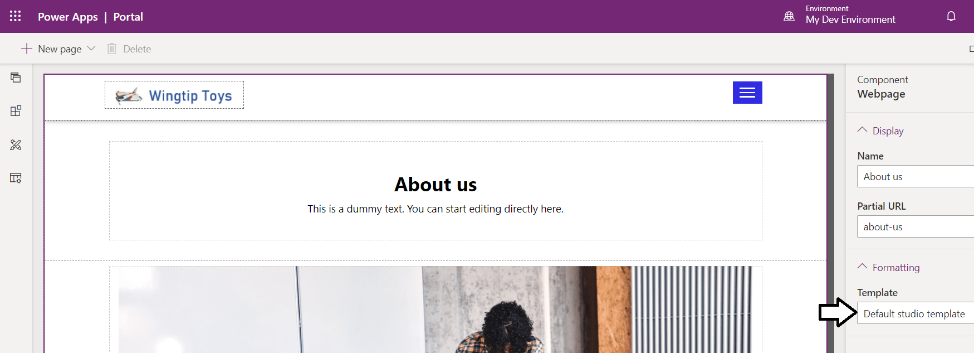 Power Apps | Portal
Environment
My Dev Environment
New page
Delete
Wingtip Toys
About us
This is a dummy text. You can start editing directly here.
Component
Webpage
Display
Name
About us
Partial URL
about-us
Formatting
Template
Default studio template